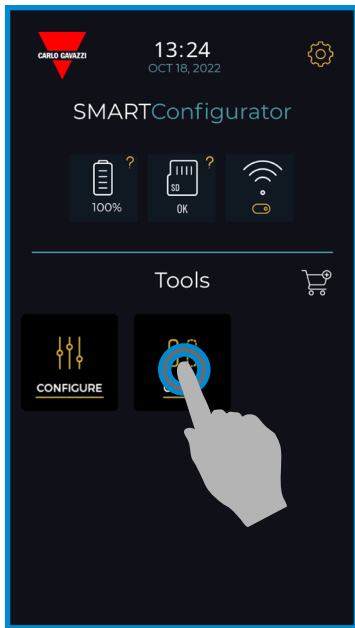 CARLO GAVAZZI
13:24
OCT 18, 2022
SMARTConfigurator
?
?
100%
SD
OK
Tools
CONFIGURE